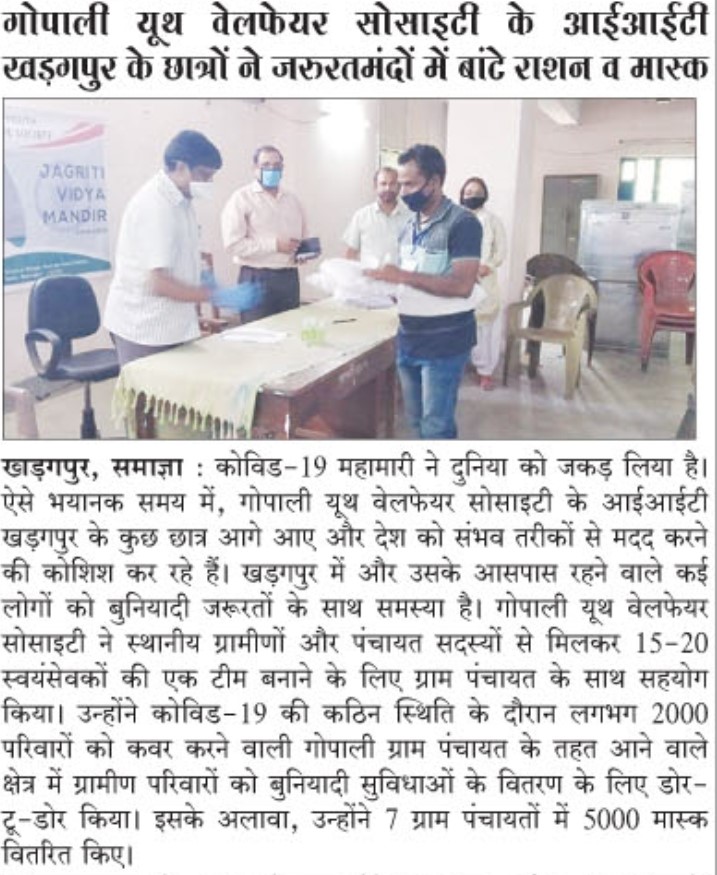 गोपाली यूथ वेलफेयर सोसाइटी के आईआईटी
खड़गपुर के छात्रों ने जरूरतमंदों में बांटे राशन व मास्क
JAGRITI
VIDYA
MANDIR
खाड़गपुर, समाज्ञा : कोविड-19 महामारी ने दुनिया को जकड़ लिया है।
ऐसे भयानक समय में, गोपाली यूथ वेलफेयर सोसाइटी के आईआईटी
खड़गपुर के कुछ छात्र आगे आए और देश को संभव तरीकों से मदद करने
की कोशिश कर रहे हैं। खड़गपुर में और उसके आसपास रहने वाले कई
लोगों को बुनियादी जरूरतों के साथ समस्या है। गोपाली यूथ वेलफेयर
सोसाइटी ने स्थानीय ग्रामीणों और पंचायत सदस्यों से मिलकर 15-20
स्वयंसेवकों की एक टीम बनाने के लिए ग्राम पंचायत के साथ सहयोग
किया। उन्होंने कोविड-19 की कठिन स्थिति के दौरान लगभग 2000
परिवारों को कवर करने वाली गोपाली ग्राम पंचायत के तहत आने वाले
क्षेत्र में ग्रामीण परिवारों को बुनियादी सुविधाओं के वितरण के लिए डोर-
टू-डोर किया। इसके अलावा, उन्होंने 7 ग्राम पंचायतों में 5000 मास्क
वितरित किए।